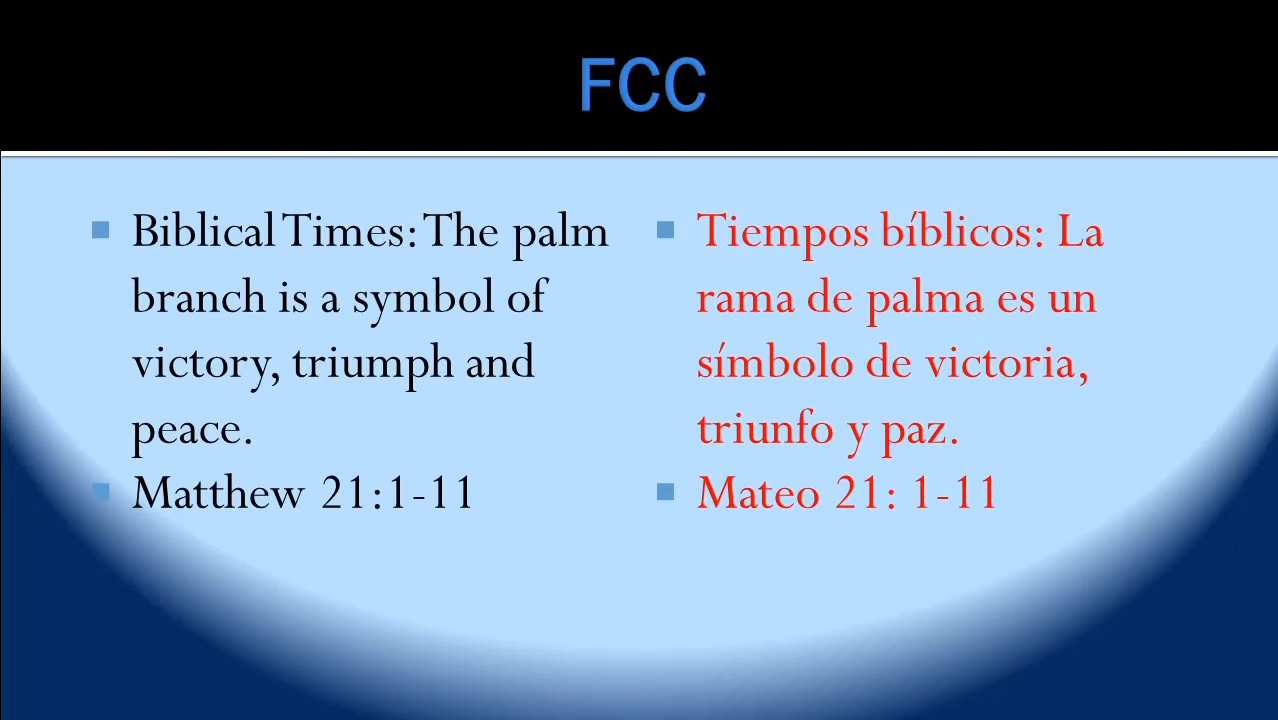 FCC
Biblical Times: The palm
branch is a symbol of
victory, triumph and
peace.
Matthew 21:1-11
Tiempos bíblicos: La
rama de palma es un
símbolo de victoria,
triunfo y paz.
Mateo 21: 1-11